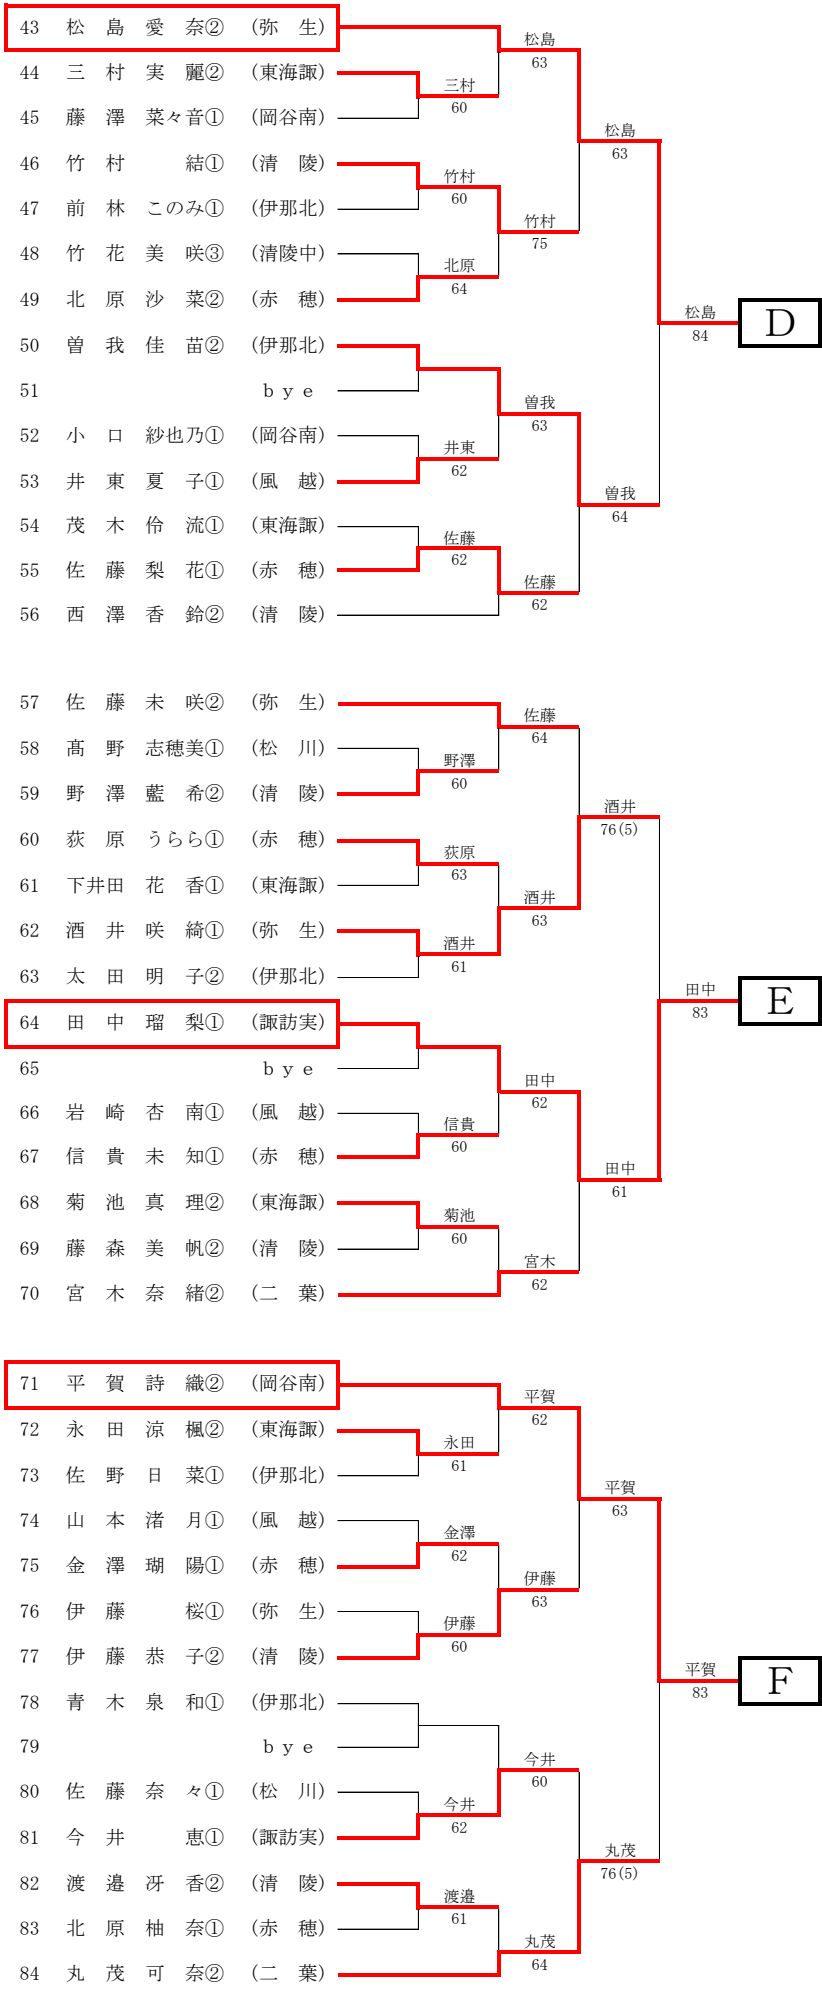 43 松 島 愛 奈② (弥 生)
松島
63
44 三 村 実 麗② (東海諏)
三村
60
45 藤 澤 菜々音① (岡谷南)
松島
63
46 竹 村 結① (清 陵)
竹村
60
47 前 林 このみ① (伊那北)
竹村
75
48 竹 花 美 咲③ (清陵中)
北原
64
49 北 原 沙 菜② (赤 穂)
松島
84
D
50 曽 我 佳 苗② (伊那北)
51 bye
曽我
63
52 小 口 紗也乃① (岡谷南)
井東
62
53 井 東 夏 子① (風 越)
曽我
64
54 茂 木 伶 流① (東海諏)
佐藤
62
55 佐 藤 梨 花① (赤 穂)
佐藤
62
56 西 澤 香 鈴② (清 陵)
57 佐 藤 未 咲② (弥 生)
佐藤
64
58 髙 野 志穂美① (松 川)
野澤
60
59 野 澤 藍 希② (清 陵)
酒井
76(5)
60 荻 原 うらら① (赤 穂)
荻原
63
61 下井田 花 香① (東海諏)
酒井
63
62 酒 井 咲 綺① (弥 生)
酒井
61
63 太 田 明 子② (伊那北)
田中
83
E
64 田 中 瑠 梨① (諏訪実)
65 bye
田中
62
66 岩 崎 杏 南① (風 越)
信貴
60
67 信 貴 未 知① (赤 穂)
田中
61
68 菊 池 真 理② (東海諏)
菊池
60
69 藤 森 美 帆② (清 陵)
宮木
62
70 宮 木 奈 緒② (二 葉)
71 平 賀 詩 織② (岡谷南)
平賀
62
72 永 田 涼 楓② (東海諏)
永田
61
73 佐 野 日 菜① (伊那北)
平賀
63
74 山 本 渚 月① (風 越)
金澤
62
75 金 澤 瑚 陽① (赤 穂)
伊藤
63
76 伊 藤 桜① (弥 生)
伊藤
60
77 伊 藤 恭 子② (清 陵)
平賀
83
F
78 青 木 泉 和① (伊那北)
79 bye
今井
60
80 佐 藤 奈 々① (松 川)
今井
62
81 今 井 恵① (諏訪実)
丸茂
76(5)
82 渡 邉 冴 香② (清 陵)
渡邉
61
83 北 原 柚 奈① (赤 穂)
丸茂
64
84 丸 茂 可 奈② (二 葉)